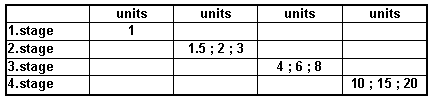 units units units units
1.stage 1
2.stage 1.5 ; 2 ; 3
3.stage 4 ; 6 ; 8
4.stage 10 ; 15 ; 20